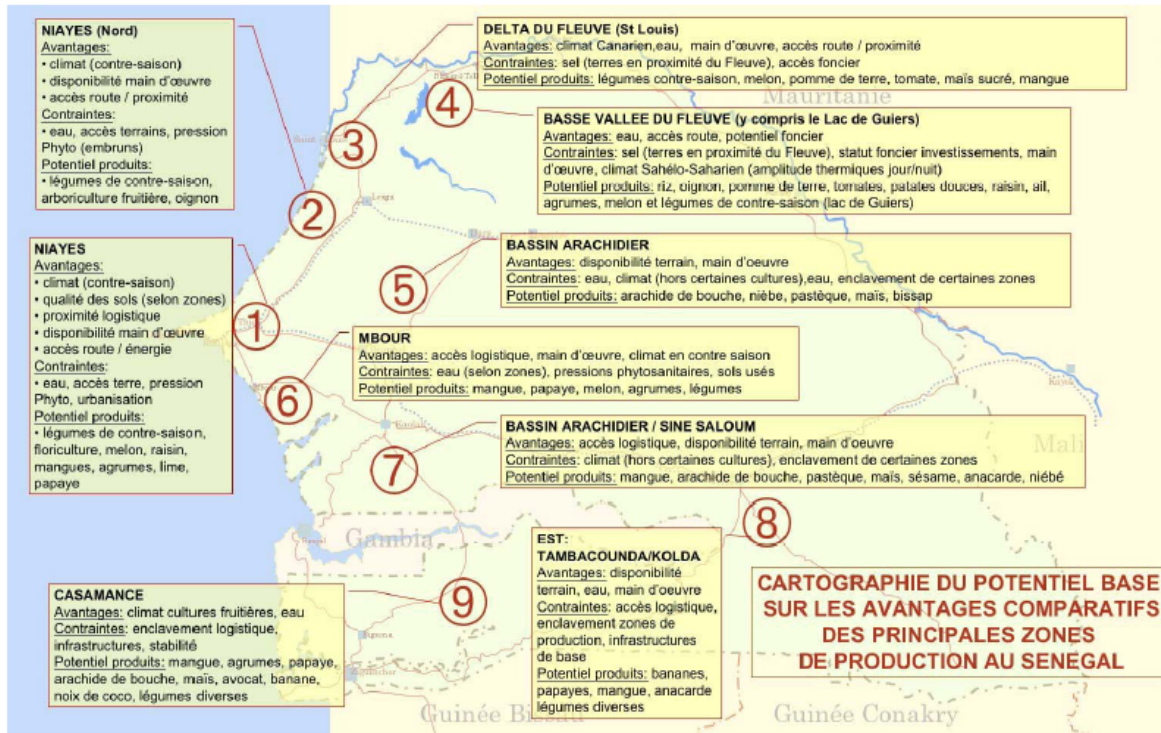 NIAYES (Nord)
Avantages:
• climat (contre-saison)
• disponibilité main d'œuvre
• accès route / proximité
Contraintes:
• eau, accès terrains, pression
Phyto (embruns)
Potentiel produits:
• légumes de contre-saison,
arboriculture fruitière, oignon
DELTA DU FLEUVE (St Louis)
Avantages: climat Canarien,eau, main d'œuvre, accès route / proximité
Contraintes: sel (terres en proximité du Fleuve), accès foncier
Potentiel produits: légumes contre-saison, melon, pomme de terre, tomate, maïs sucré, mangue
Mauritanie
BASSE VALLEE DU FLEUVE (y compris le Lac de Guiers)
Avantages: eau, accès route, potentiel foncier
Contraintes: sel (terres en proximité du Fleuve), statut foncier investissements, main
d'œuvre, climat Sahélo-Saharien (amplitude thermiques jour/nuit)
Potentiel produits: riz, oignon, pomme de terre, tomates, patates douces, raisin, ail,
agrumes, melon et légumes de contre-saison (lac de Guiers)
4
3
2
Saint
Louga
NIAYES
Avantages:
• climat (contre-saison)
• qualité des sols (selon zones)
• proximité logistique
• disponibilité main d'œuvre
• accès route / énergie
Contraintes:
• eau, accès terre, pression
Phyto, urbanisation
Potentiel produits:
• légumes de contre-saison,
floriculture, melon, raisin,
mangues, agrumes, lime,
papaye
1
BASSIN ARACHIDIER
Avantages: disponibilité terrain, main d'oeuvre
Contraintes: eau, climat (hors certaines cultures),eau, enclavement de certaines zones
Potentiel produits: arachide de bouche, nièbe, pastèque, maïs, bissap
5
MBOUR
Avantages: accès logistique, main d'œuvre, climat en contre saison
Contraintes: eau (selon zones), pressions phytosanitaires, sols usés
Potentiel produits: mangue, papaye, melon, agrumes, légumes
6
Kayes
Kaolack
Mali
BASSIN ARACHIDIER / SINE SALOUM
Avantages: accès logistique, disponibilité terrain, main d'oeuvre
Contraintes: climat (hors certaines cultures), enclavement de certaines zones
Potentiel produits: mangue, arachide de bouche, pastèque, maïs, sésame, anacarde, niébé
7
8
Banjul
Gambia
EST:
TAMBACOUNDA/KOLDA
Avantages: disponibilité
terrain, eau, main d'oeuvre
Contraintes: accès logistique,
enclavement zones de
production, infrastructures
de base
Potentiel produits: bananes,
papayes, mangue, anacarde
légumes diverses
9
CASAMANCE
Avantages: climat cultures fruitières, eau
Contraintes: enclavement logistique,
infrastructures, stabilité
Potentiel produits: mangue, agrumes, papaye,
arachide de bouche, maïs, avocat, banane,
noix de coco, légumes diverses
Bignona
Ziguinchor
CARTOGRAPHIE DU POTENTIEL BASE
SUR LES AVANTAGES COMPARATIFS
DES PRINCIPALES ZONES
DE PRODUCTION AU SENEGAL
Guinée Bissau
Guinée Conakry